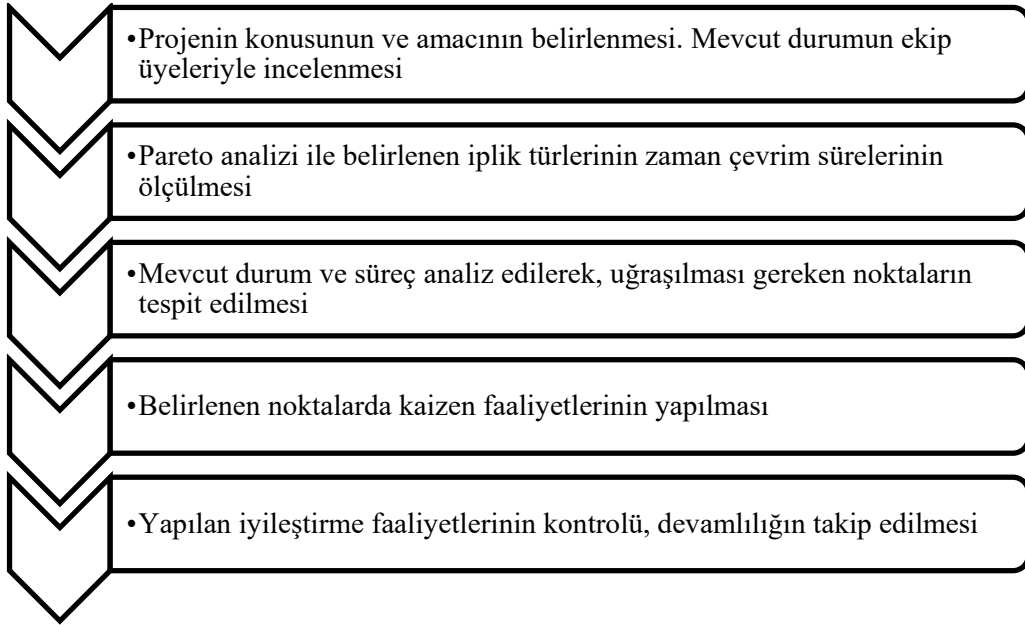 •Projenin konusunun ve amacının belirlenmesi. Mevcut durumun ekip
üyeleriyle incelenmesi
•Pareto analizi ile belirlenen iplik türlerinin zaman çevrim sürelerinin
ölçülmesi
•Mevcut durum ve süreç analiz edilerek, uğraşılması gereken noktaların
tespit edilmesi
•Belirlenen noktalarda kaizen faaliyetlerinin yapılması
•Yapılan iyileştirme faaliyetlerinin kontrolü, devamlılığın takip edilmesi